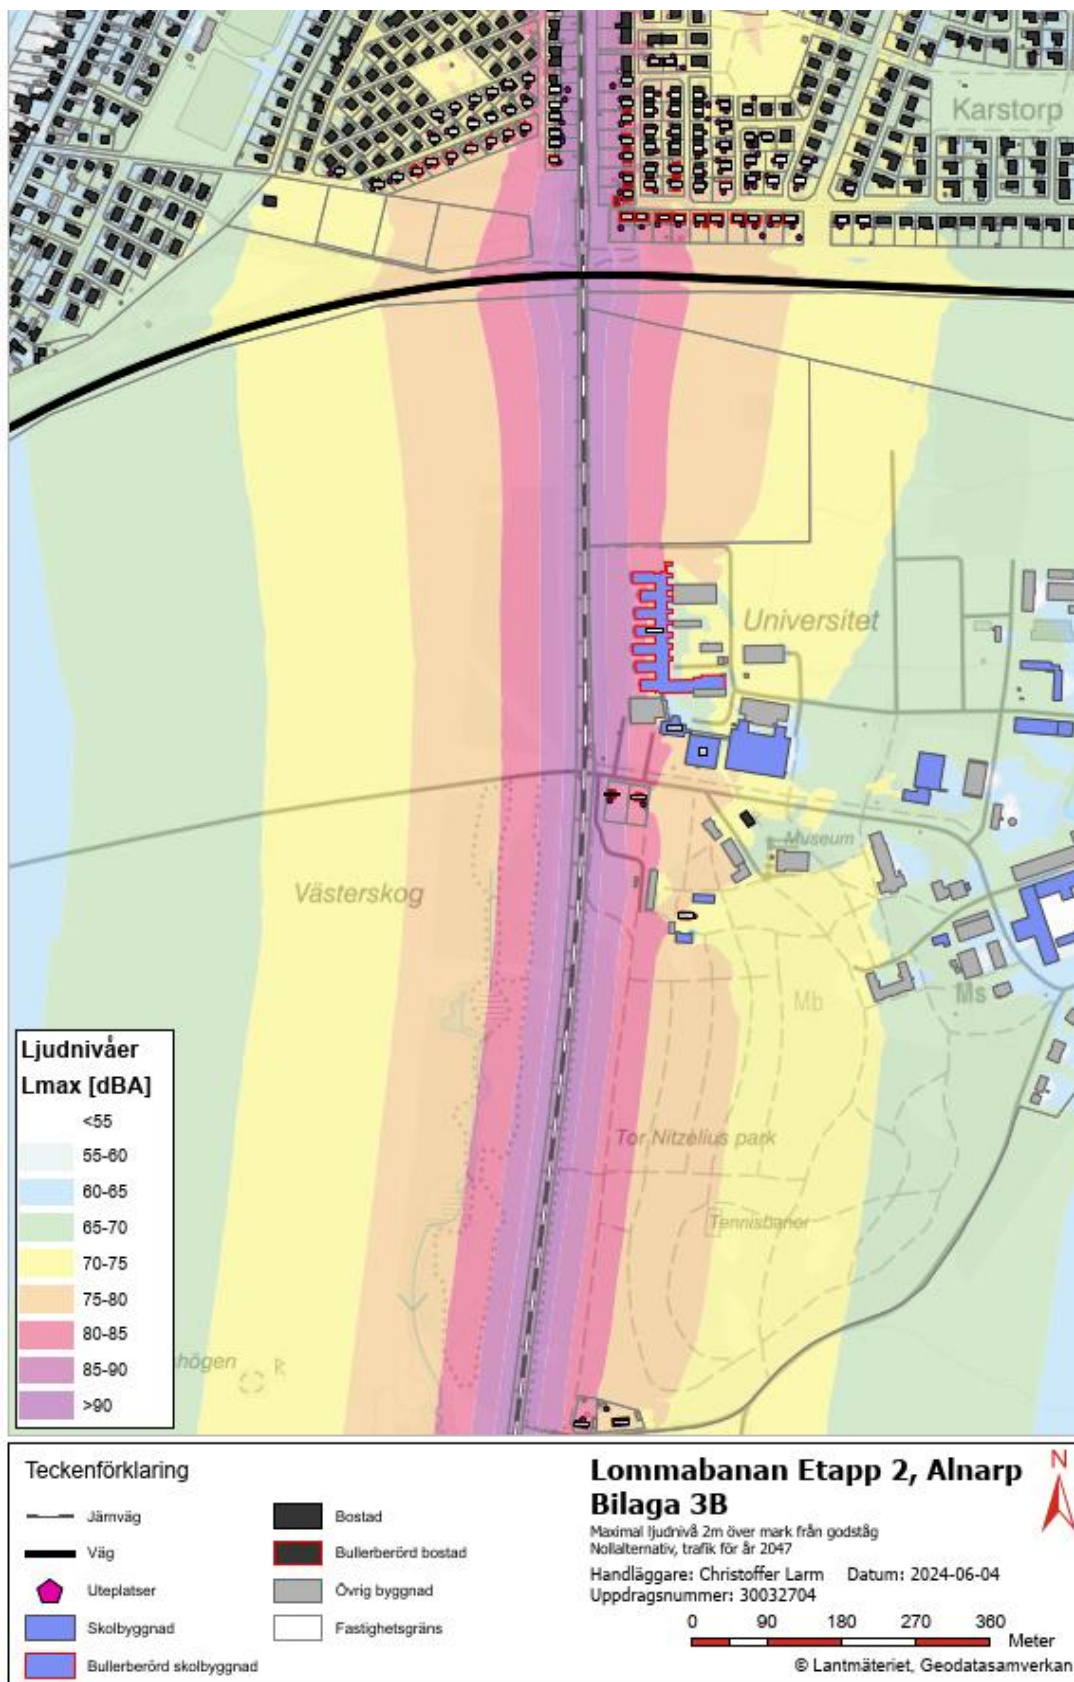 Karstorp
Universitet
Museum
Västerskog
Mb
Ms
Tor Nitzelius park
Tennisbanor
högen
R
Ljudnivåer
Lmax [dBA]
<55
55-60
60-65
65-70
70-75
75-80
80-85
85-90
>90
Teckenförklaring
Järnväg
Väg
Uteplatser
Skolbyggnad
Bullerberörd skolbyggnad
Bostad
Bullerberörd bostad
Övrig byggnad
Fastighetsgräns
Lommabanan Etapp 2, Alnarp
Bilaga 3B
Maximal ljudnivå 2m över mark från godståg
Nollalternativ, trafik för år 2047
Handläggare: Christoffer Larm Datum: 2024-06-04
Uppdragsnummer: 30032704
N
0 90 180 270 360
Meter
© Lantmäteriet, Geodatasamverkan